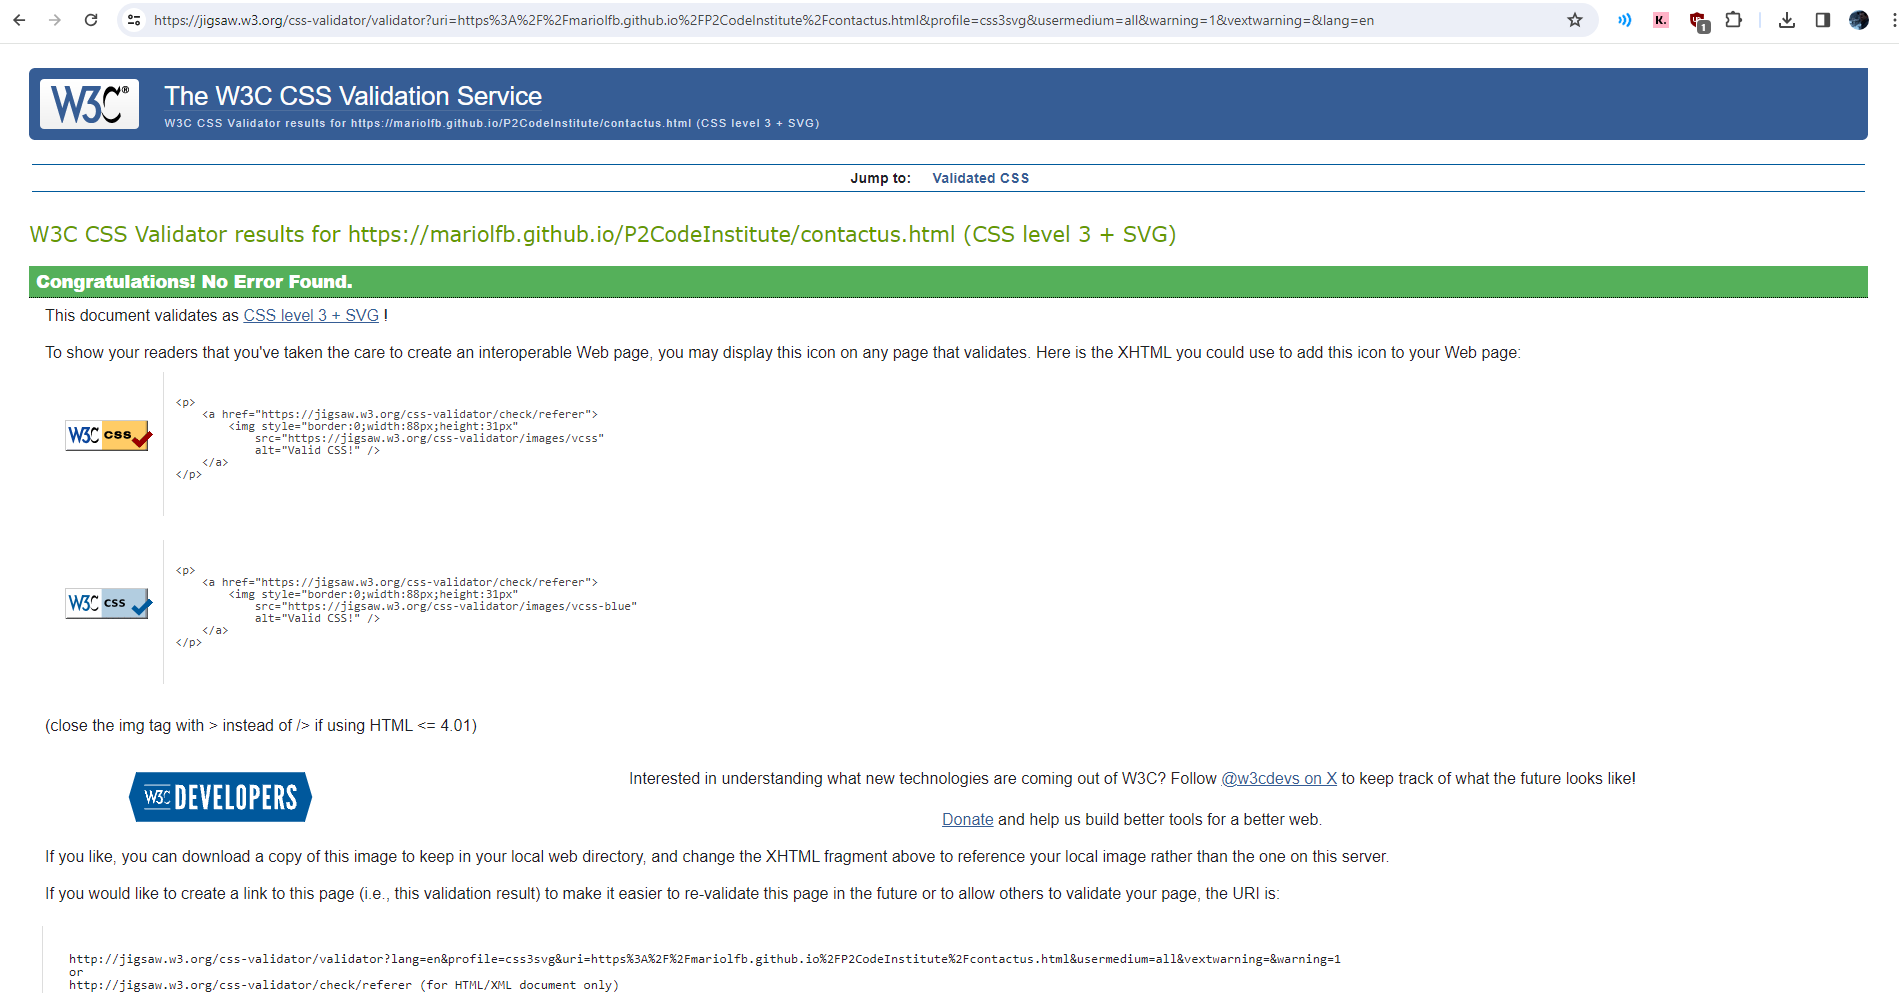 https://jigsaw.w3.org/css-validator/validator?uri=https%3A%2F%2Fmariolfb.github.io%2FP2CodeInstitute%2Fcontactus.html&profile=css3svg&usermedium=all&warning=1&vextwarning=&lang=en
K.
1
W3C®
The W3C CSS Validation Service
W3C CSS Validator results for https://mariolfb.github.io/P2CodeInstitute/contactus.html (CSS level 3 + SVG)
Jump to: Validated CSS
W3C CSS Validator results for https://mariolfb.github.io/P2CodeInstitute/contactus.html (CSS level 3 + SVG)
Congratulations! No Error Found.
This document validates as CSS level 3 + SVG !
To show your readers that you've taken the care to create an interoperable Web page, you may display this icon on any page that validates. Here is the XHTML you could use to add this icon to your Web page:
W3C css
<p>
<a href="https://jigsaw.w3.org/css-validator/check/referer">
<img style="border:0;width:88px;height:31px"
src="https://jigsaw.w3.org/css-validator/images/vcss"
alt="Valid CSS!" />
</a>
</p>
W3C css
<p>
<a href="https://jigsaw.w3.org/css-validator/check/referer">
<img style="border:0;width:88px;height:31px"
src="https://jigsaw.w3.org/css-validator/images/vcss-blue"
alt="Valid CSS!" />
</a>
</p>
(close the img tag with > instead of /> if using HTML <= 4.01)
W3C DEVELOPERS
Interested in understanding what new technologies are coming out of W3C? Follow @w3cdevs on X to keep track of what the future looks like!
Donate and help us build better tools for a better web.
If you like, you can download a copy of this image to keep in your local web directory, and change the XHTML fragment above to reference your local image rather than the one on this server.
If you would like to create a link to this page (i.e., this validation result) to make it easier to re-validate this page in the future or to allow others to validate your page, the URI is:
http://jigsaw.w3.org/css-validator/validator?lang=en&profile=css3svg&uri=https%3A%2F%2Fmariolfb.github.io%2FP2CodeInstitute%2Fcontactus.html&usermedium=all&vextwarning=&warning=1
or
http://jigsaw.w3.org/css-validator/check/referer (for HTML/XML document only)